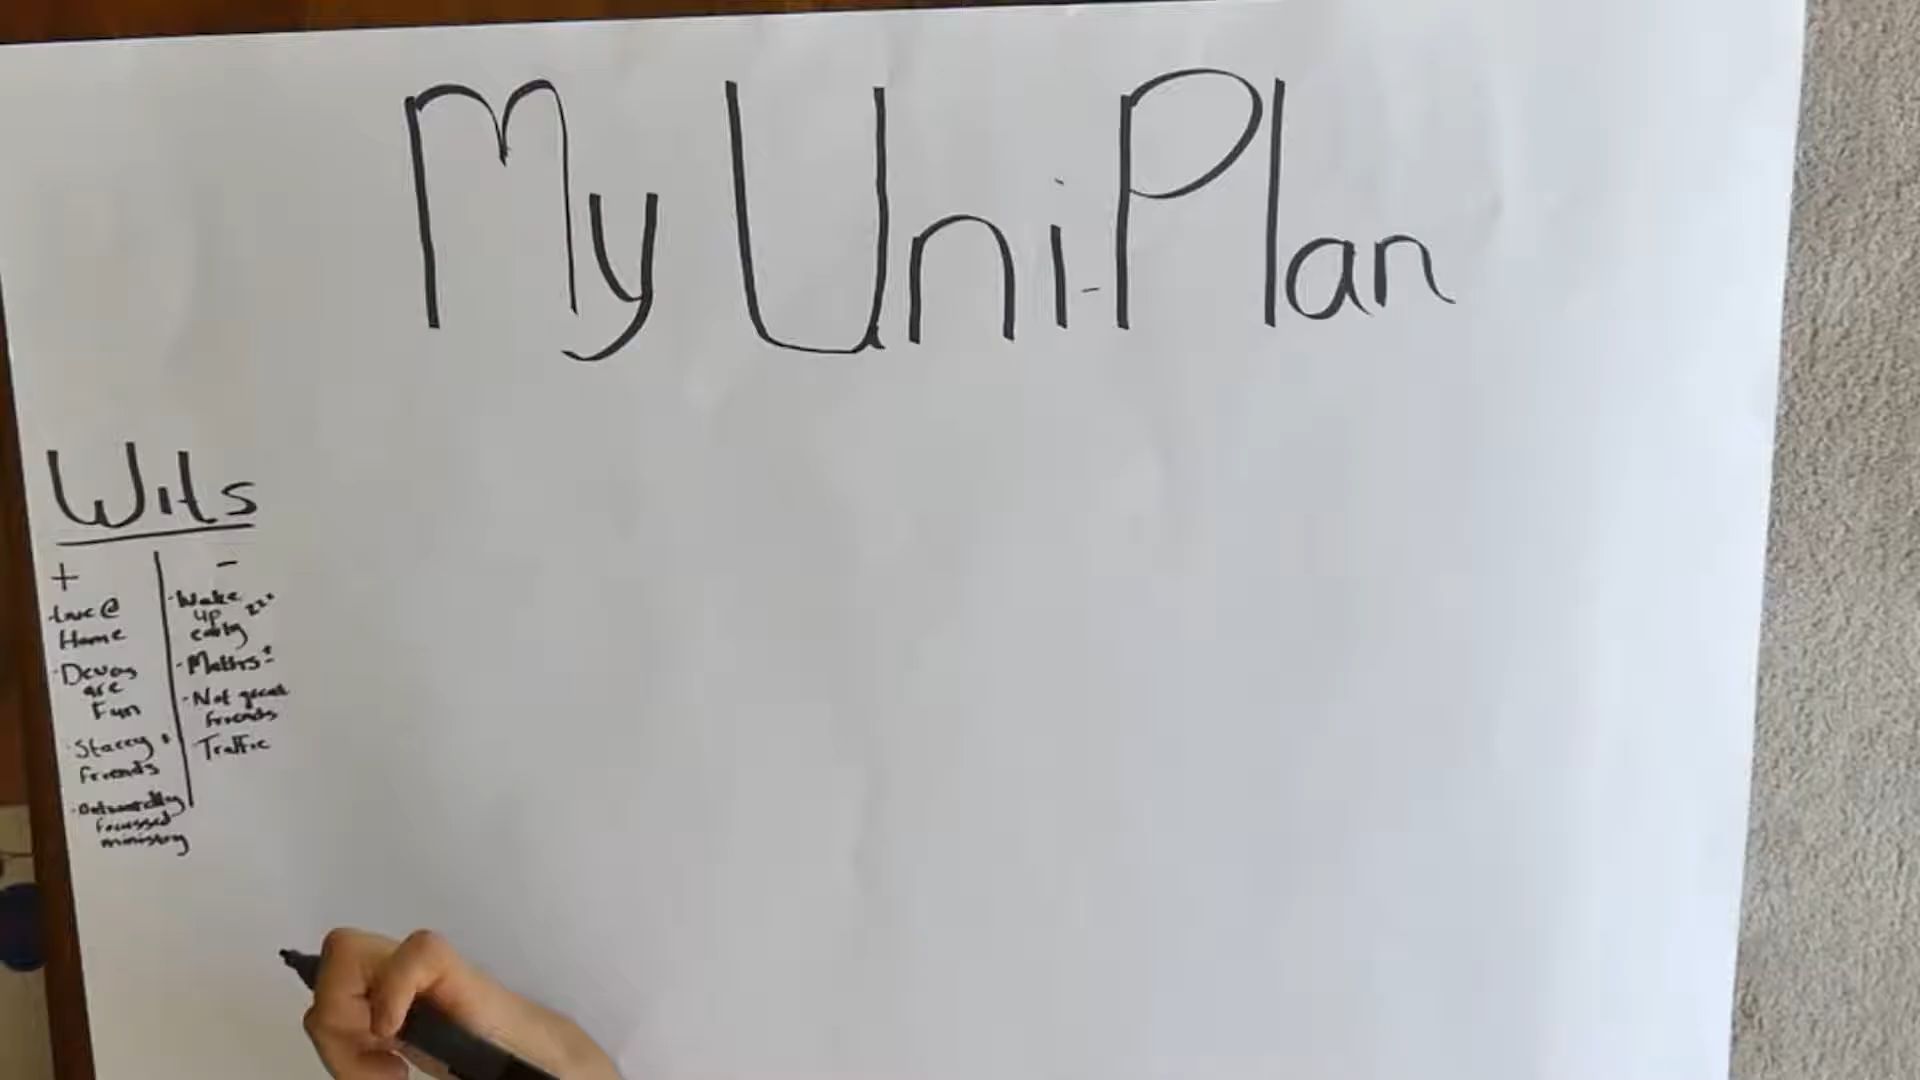 My Uni-Plan
Wits
+
- Live @
Home
- Devos
are
Fun
- Stacey +
friends
- Outwardly
focussed
ministry
-
- Wake
up zzz
early
- Maths
- Not great
friends
Traffic